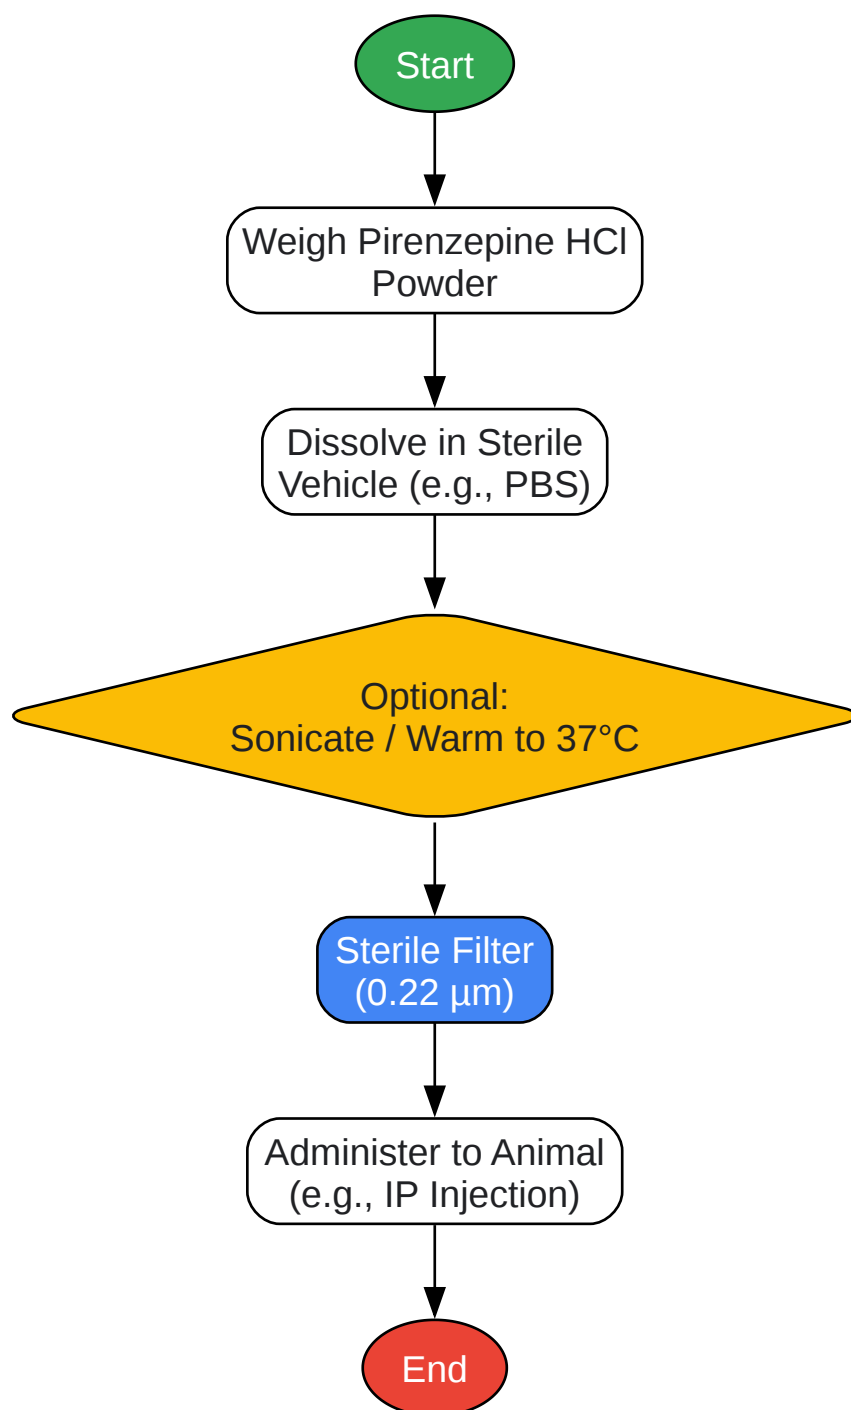 Start
Weigh Pirenzepine HCl
Powder
Dissolve in Sterile
Vehicle (e.g., PBS)
Optional:
Sonicate / Warm to 37°C
Sterile Filter
(0.22 µm)
Administer to Animal
(e.g., IP Injection)
End